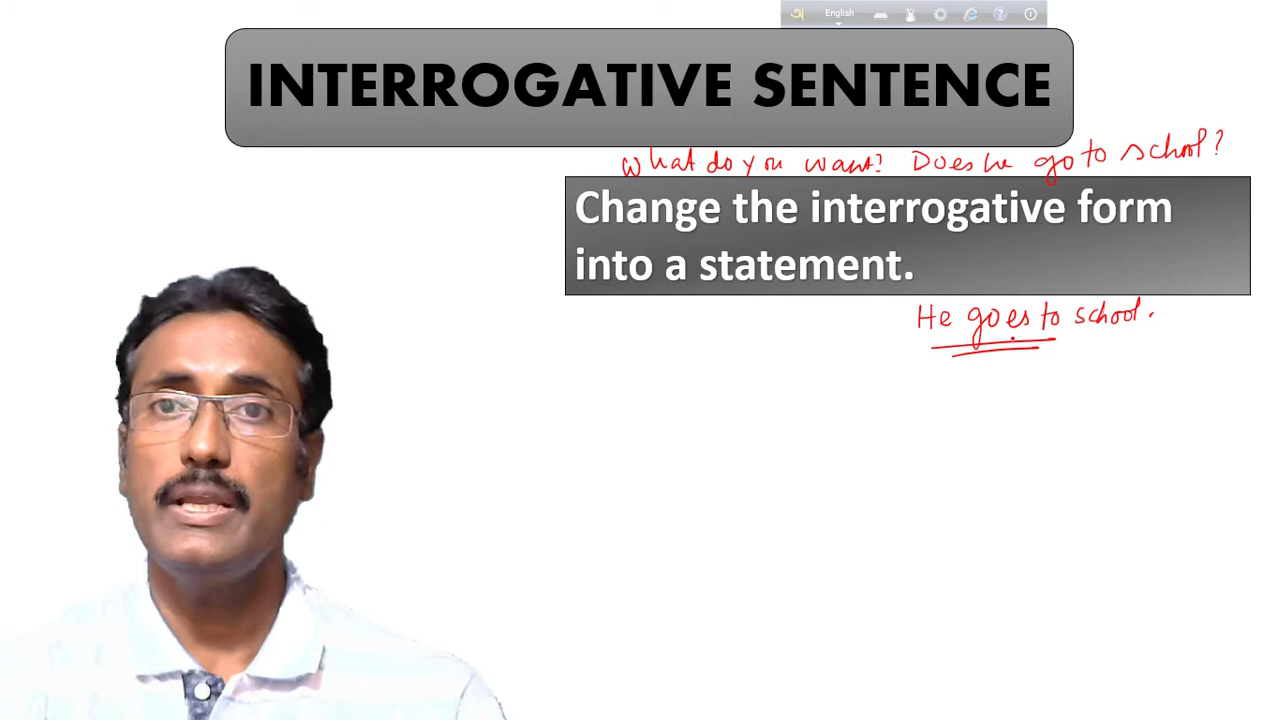 অ English
INTERROGATIVE SENTENCE
What do you want? Does he go to school?
Change the interrogative form
into a statement.
He goes to school.